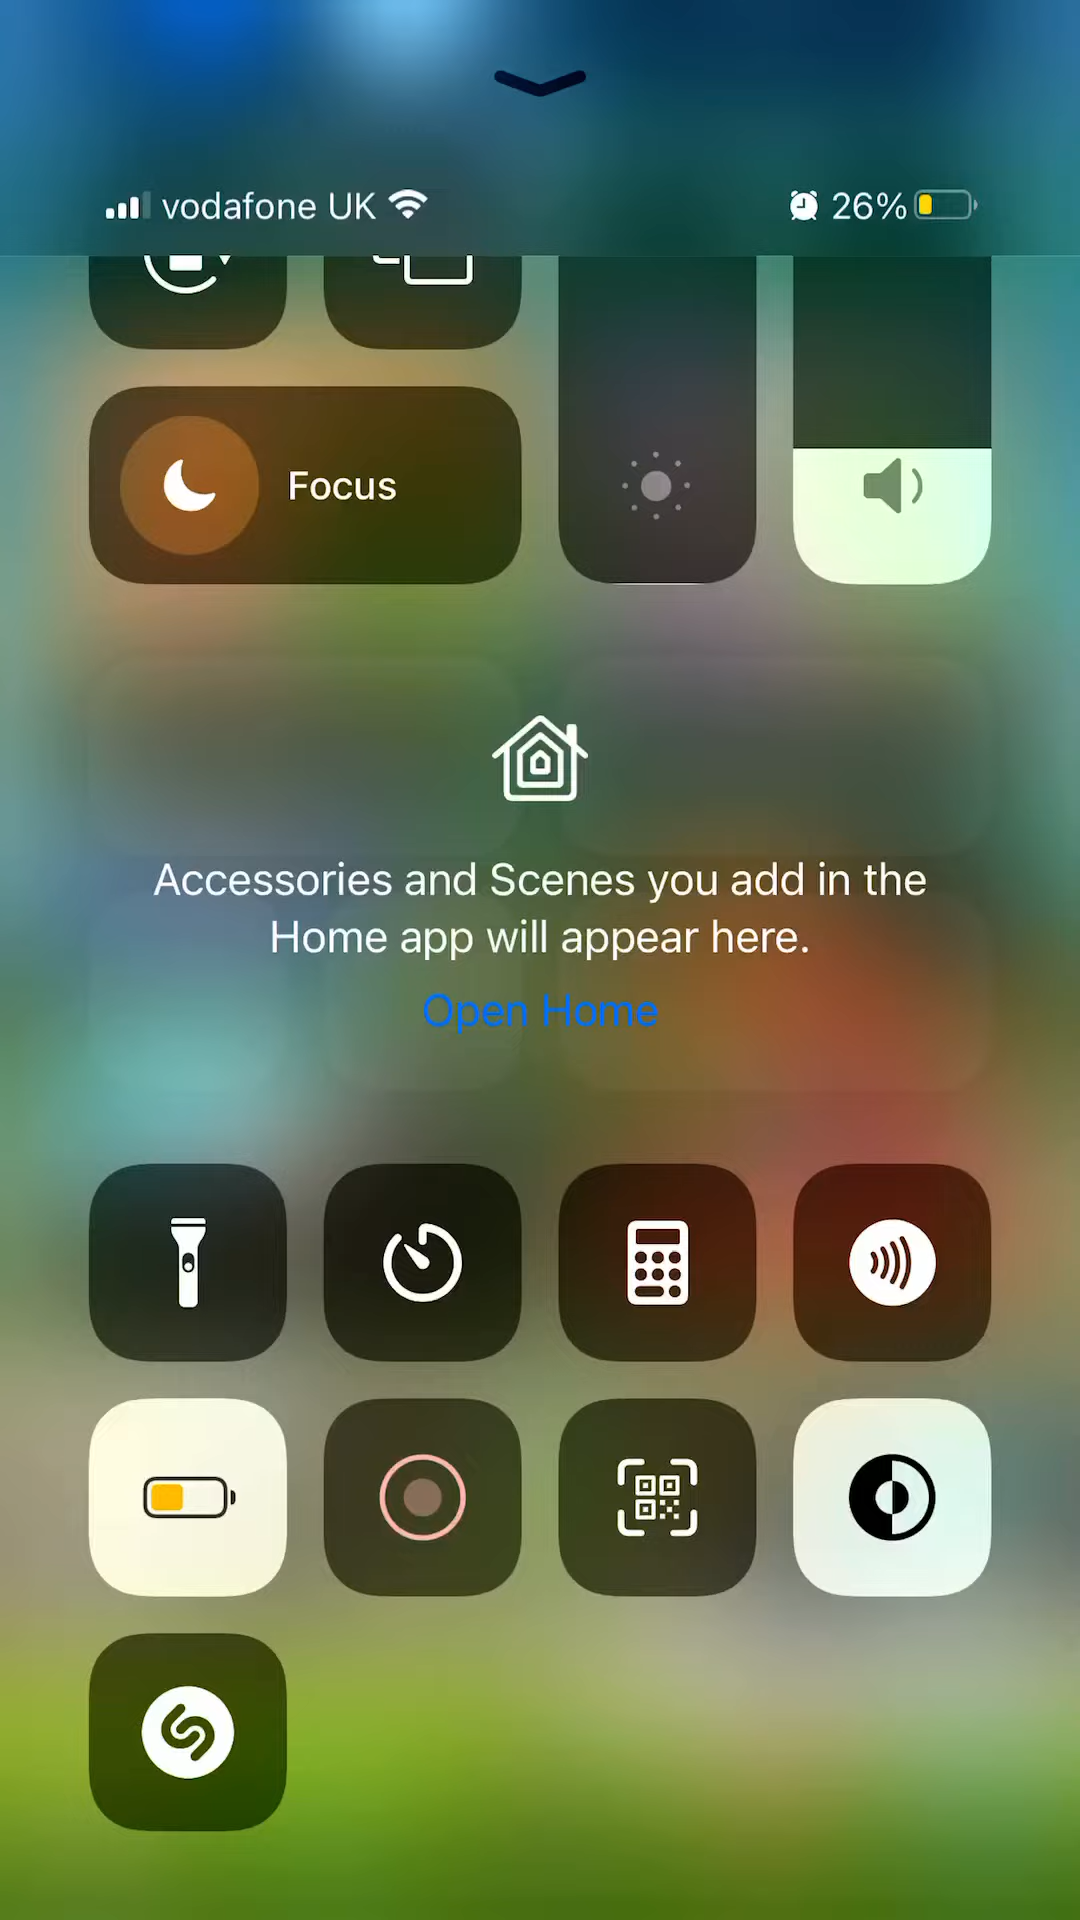 vodafone UK 26%
Focus
Accessories and Scenes you add in the
Home app will appear here.
Open Home